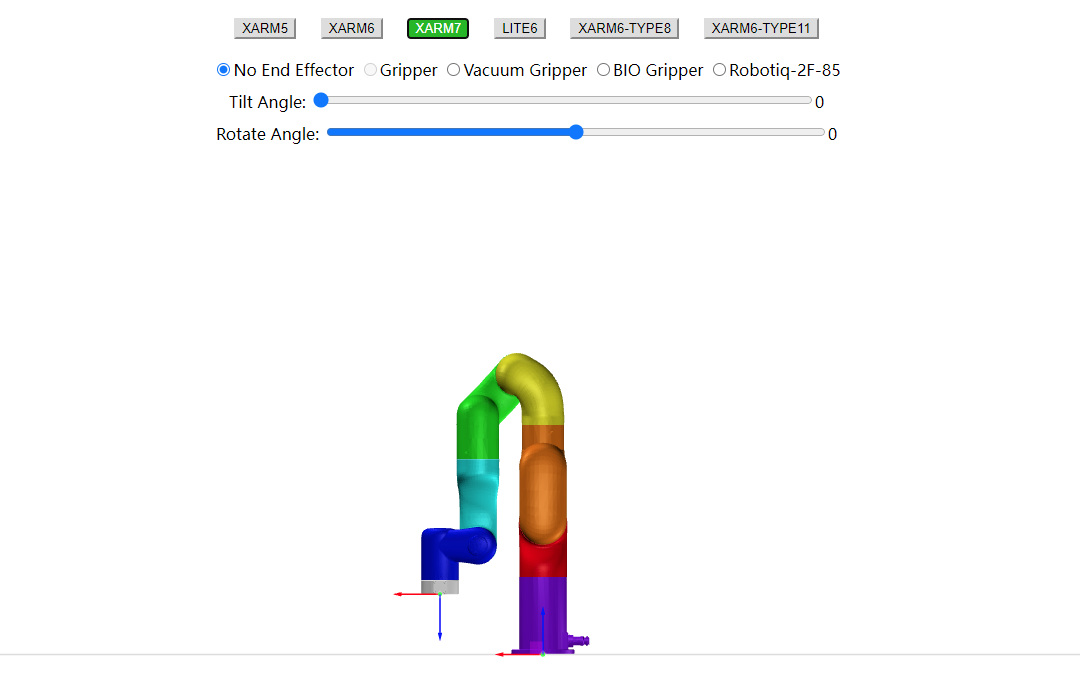 XARM5 XARM6 XARM7 LITE6 XARM6-TYPE8 XARM6-TYPE11
No End Effector Gripper Vacuum Gripper BIO Gripper Robotiq-2F-85
Tilt Angle: 0
Rotate Angle: 0